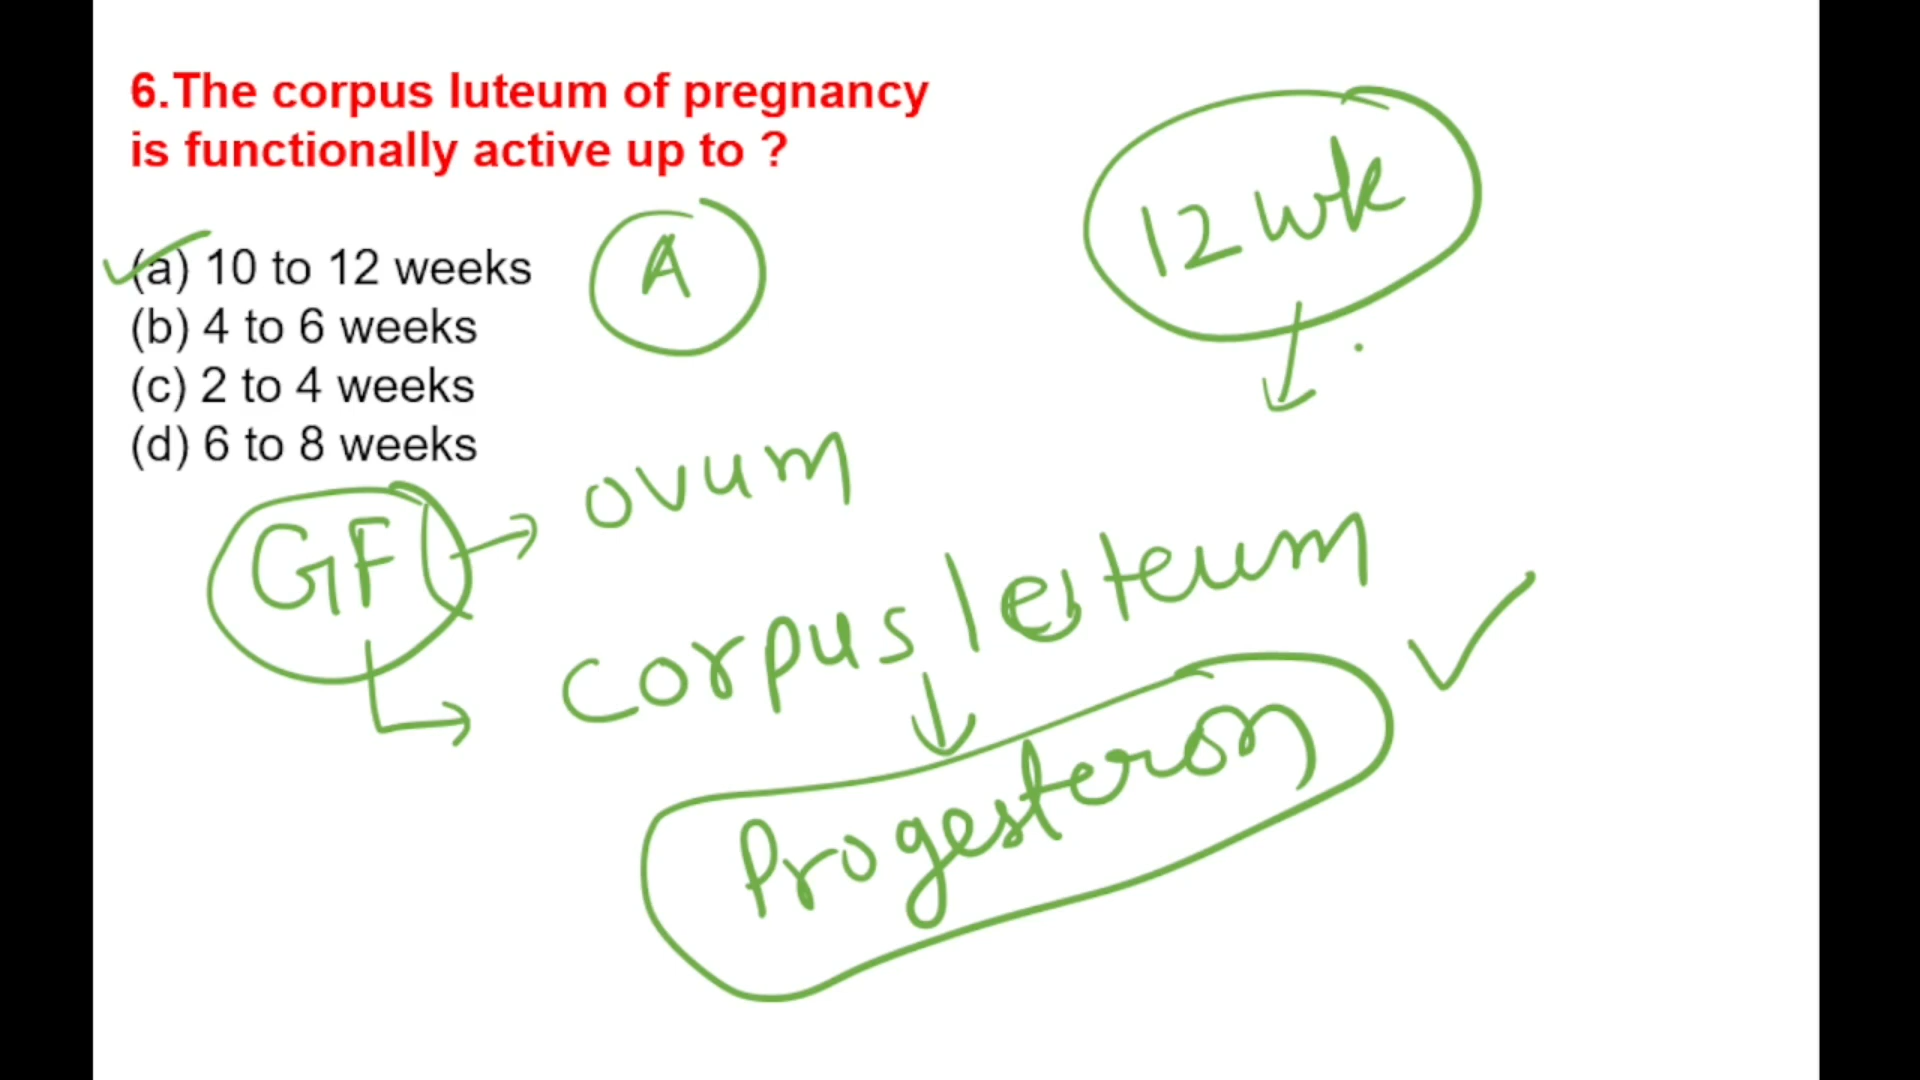 6.The corpus luteum of pregnancy
is functionally active up to ?
12 wk
(a) 10 to 12 weeks
A
(b) 4 to 6 weeks
(c) 2 to 4 weeks
(d) 6 to 8 weeks
GF
ovum
corpus luteum
Progesteron